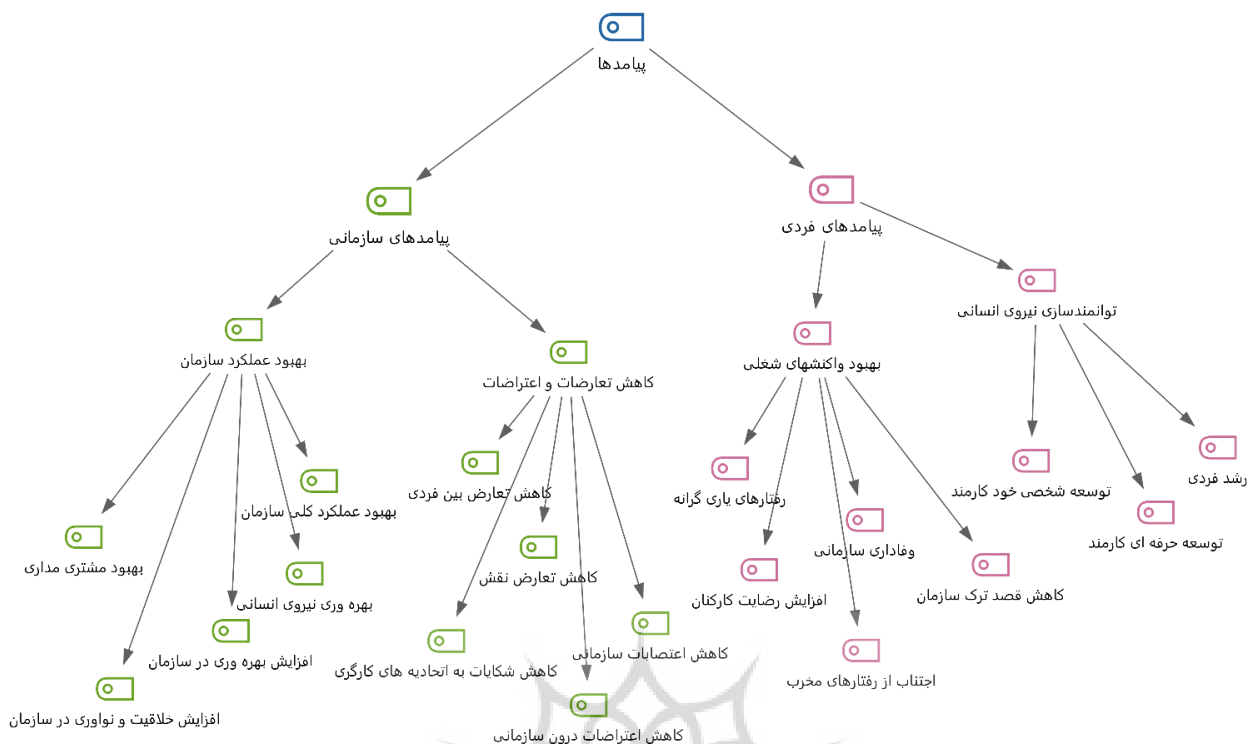 پیامدها
پیامدهای فردی
پیامدهای سازمانی
توانمندسازی نیروی انسانی
بهبود واکنشهای شغلی
کاهش تعارضات و اعتراضات
بهبود عملکرد سازمان
رشد فردی
توسعه شخصی خود کارمند
توسعه حرفه ای کارمند
رفتارهای یاری گرانه
وفاداری سازمانی
کاهش قصد ترک سازمان
افزایش رضایت کارکنان
اجتناب از رفتارهای مخرب
کاهش تعارض بین فردی
کاهش تعارض نقش
کاهش اعتصابات سازمانی
کاهش شکایات به اتحادیه های کارگری
کاهش اعتراضات درون سازمانی
بهبود عملکرد کلی سازمان
بهبود مشتری مداری
بهره وری نیروی انسانی
افزایش بهره وری در سازمان
افزایش خلاقیت و نواوری در سازمان